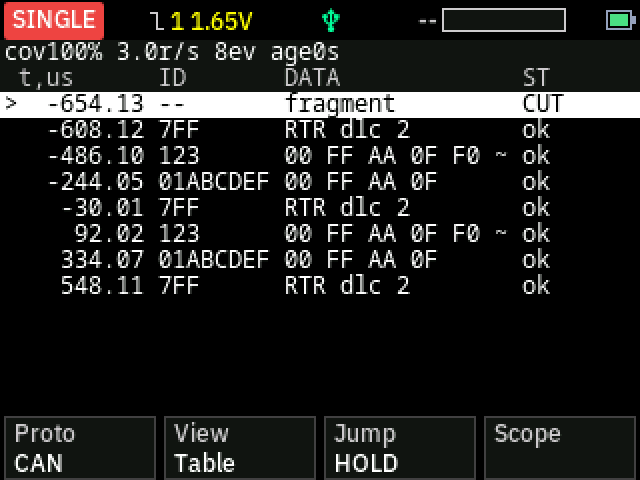 SINGLE 1 1.65V --
cov100% 3.0r/s 8ev age0s
t,us ID DATA ST
> -654.13 -- fragment CUT
-608.12 7FF RTR dlc 2 ok
-486.10 123 00 FF AA 0F F0 ~ ok
-244.05 01ABCDEF 00 FF AA 0F ok
-30.01 7FF RTR dlc 2 ok
92.02 123 00 FF AA 0F F0 ~ ok
334.07 01ABCDEF 00 FF AA 0F ok
548.11 7FF RTR dlc 2 ok
Proto View Jump Scope
CAN Table HOLD